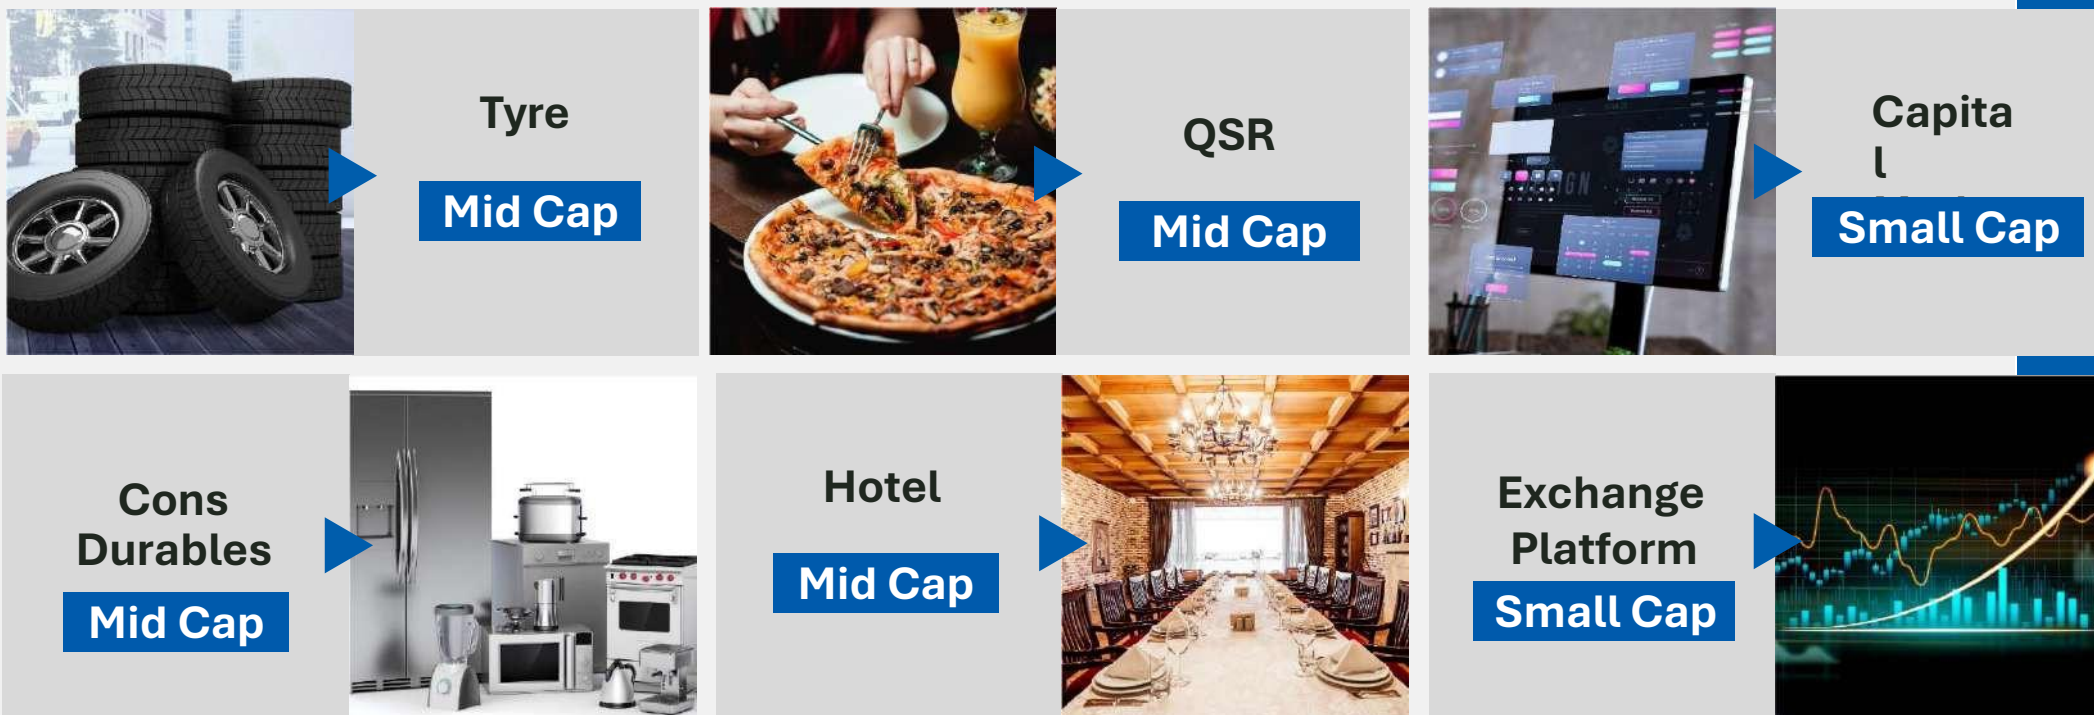 Tyre
Mid Cap
QSR
Mid Cap
Capita
l
Small Cap
Cons
Durables
Mid Cap
Hotel
Mid Cap
Exchange
Platform
Small Cap